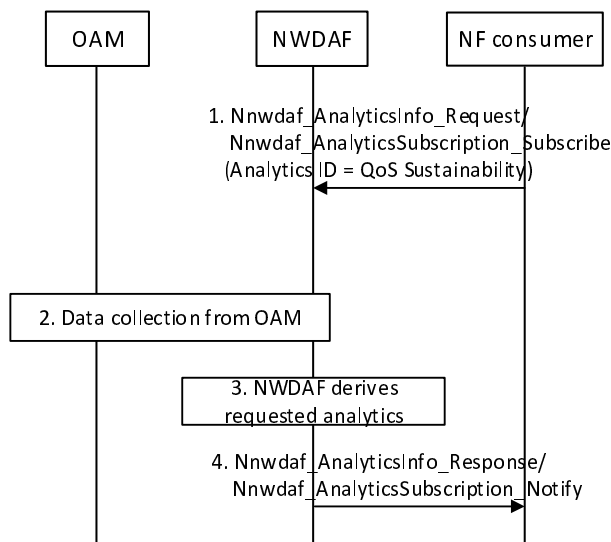 OAM
NWDAF
NF consumer
1. Nnwdaf_AnalyticsInfo_Request/
Nnwdaf_AnalyticsSubscription_Subscribe
(Analytics ID = QoS Sustainability)
2. Data collection from OAM
3. NWDAF derives
requested analytics
4. Nnwdaf_AnalyticsInfo_Response/
Nnwdaf_AnalyticsSubscription_Notify